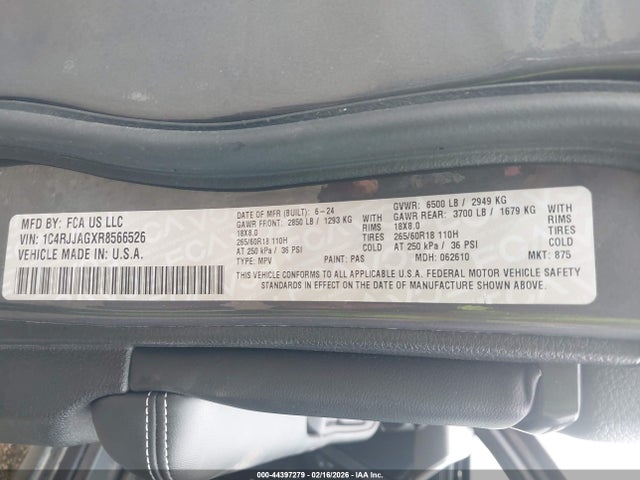 MFD BY: FCA US LLC
VIN: 1C4RJJAGXR8566526
VEHICLE MADE IN: U.S.A.
DATE OF MFR (BUILT): 6-24
GAWR FRONT: 2850 LB / 1293 KG WITH
18X8.0 RIMS
265/60R18 110H TIRES
AT 250 kPa / 36 PSI COLD
TYPE: MPV PAINT: PAS
GVWR: 6500 LB / 2949 KG
GAWR REAR: 3700 LB / 1679 KG WITH
18X8.0 RIMS
265/60R18 110H TIRES
AT 250 kPa / 36 PSI COLD
MDH: 062610 MKT: 875
THIS VEHICLE CONFORMS TO ALL APPLICABLE U.S.A. FEDERAL MOTOR VEHICLE SAFETY
STANDARDS IN EFFECT ON THE DATE OF MANUFACTURE SHOWN ABOVE.
000-44397279 - 02/16/2026 - IAA Inc.